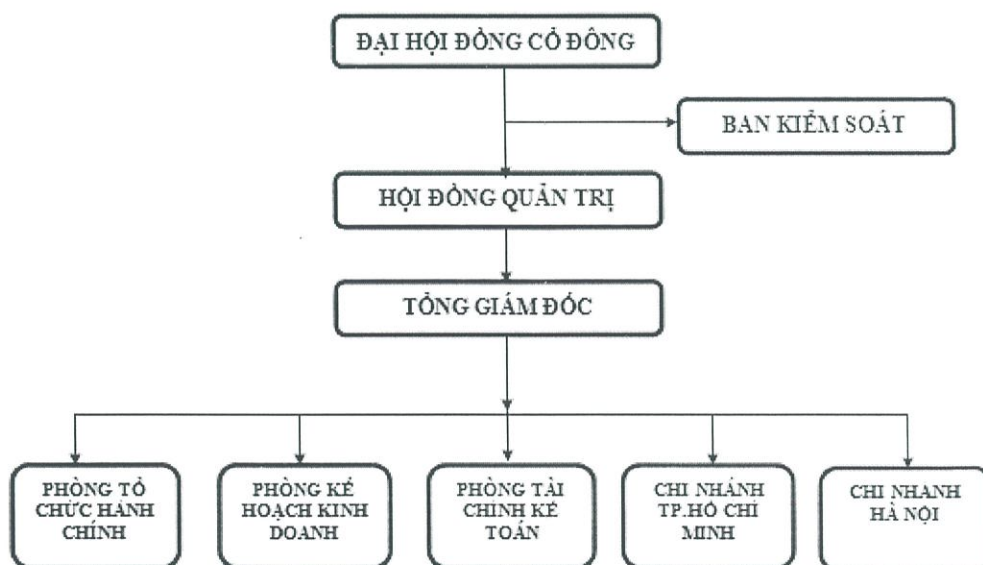 ĐẠI HỘI ĐỒNG CỔ ĐÔNG
BAN KIỂM SOÁT
HỘI ĐỒNG QUẢN TRỊ
TỔNG GIÁM ĐỐC
PHÒNG TỔ
CHỨC HÀNH
CHÍNH
PHÒNG KẾ
HOẠCH KINH
DOANH
PHÒNG TÀI
CHÍNH KẾ
TOÁN
CHI NHÁNH
TP.HỒ CHÍ
MINH
CHI NHANH
HÀ NỘI